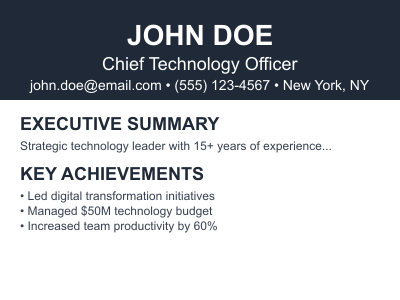 JOHN DOE
Chief Technology Officer
john.doe@email.com • (555) 123-4567 • New York, NY
EXECUTIVE SUMMARY
Strategic technology leader with 15+ years of experience...
KEY ACHIEVEMENTS
• Led digital transformation initiatives
• Managed $50M technology budget
• Increased team productivity by 60%